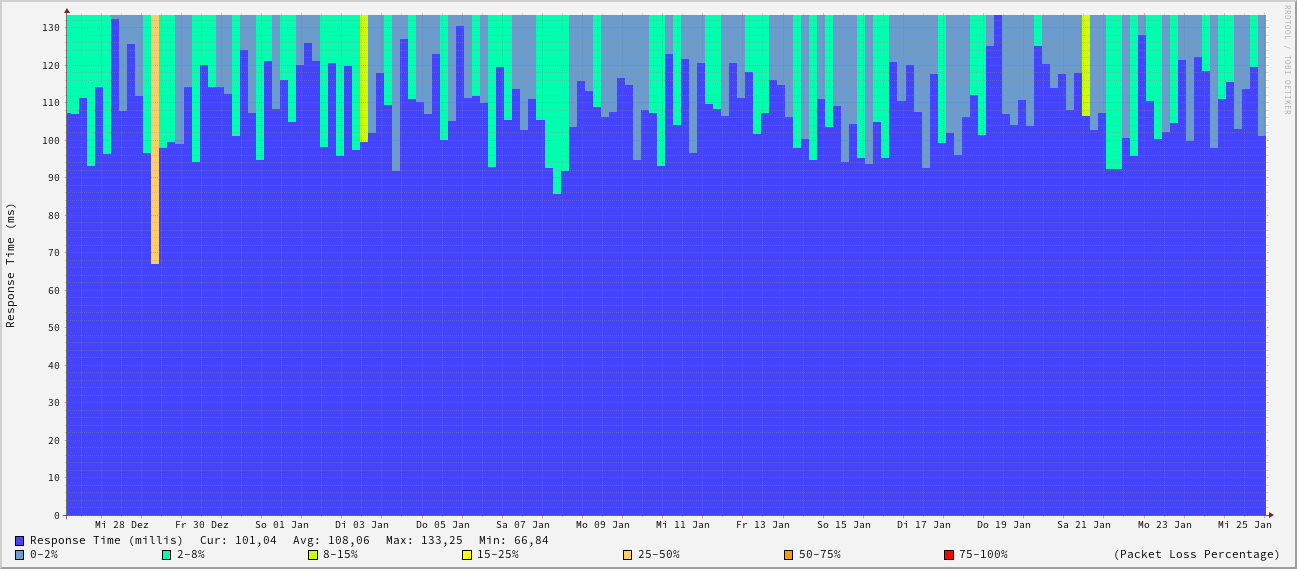 RRDTOOL / TOBI OETIKER
Response Time (ms)
130
120
110
100
90
80
70
60
50
40
30
20
10
0
Mi 28 Dez Fr 30 Dez So 01 Jan Di 03 Jan Do 05 Jan Sa 07 Jan Mo 09 Jan Mi 11 Jan Fr 13 Jan So 15 Jan Di 17 Jan Do 19 Jan Sa 21 Jan Mo 23 Jan Mi 25 Jan
Response Time (millis) Cur: 101,04 Avg: 108,06 Max: 133,25 Min: 66,84
0-2% 2-8% 8-15% 15-25% 25-50% 50-75% 75-100% (Packet Loss Percentage)